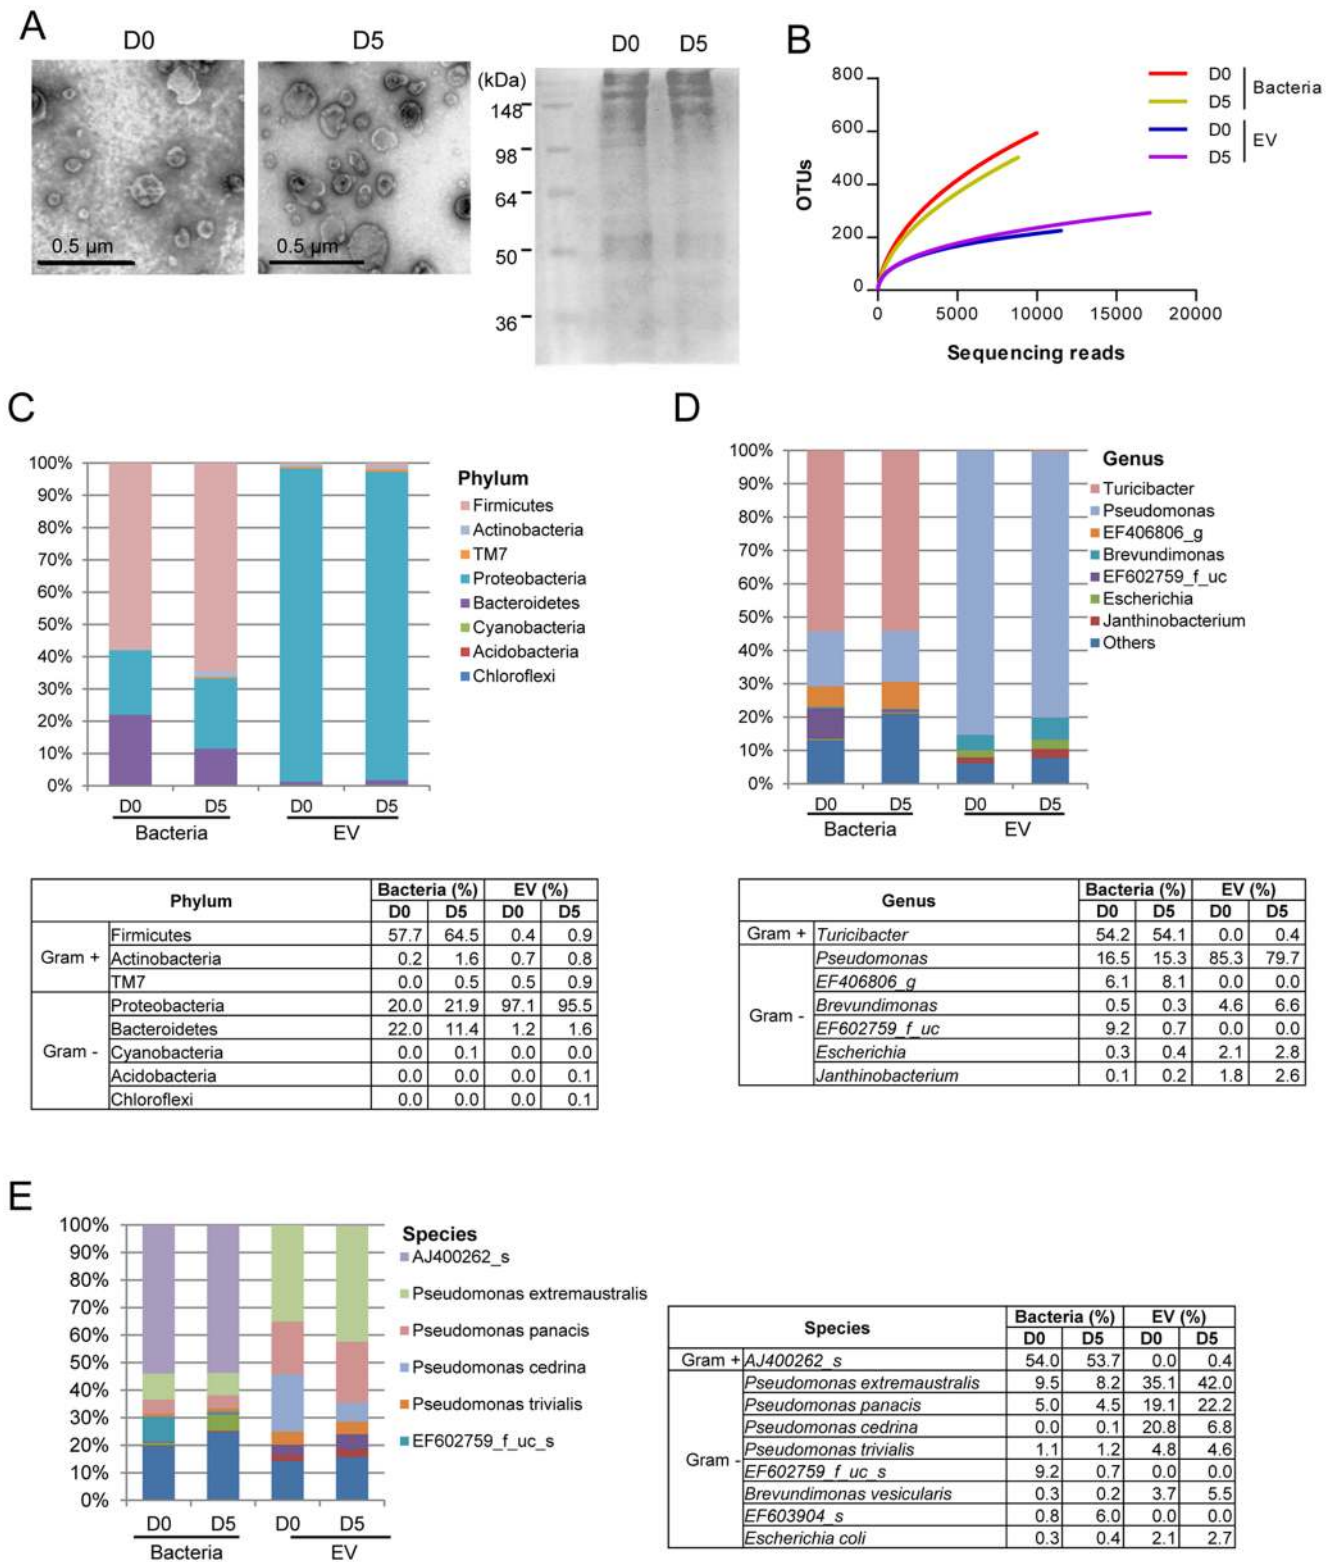 A
D0
D5
0.5 µm
0.5 µm
D0 D5
(kDa)
148
98
64
50
36
B
800
600
400
200
0
OTUs
0 5000 10000 15000 20000
Sequencing reads
D0
D5
Bacteria
D0
D5
EV
C
100%
90%
80%
70%
60%
50%
40%
30%
20%
10%
0%
D0 D5 D0 D5
Bacteria EV
Phylum
Firmicutes
Actinobacteria
TM7
Proteobacteria
Bacteroidetes
Cyanobacteria
Acidobacteria
Chloroflexi
Phylum Bacteria (%) EV (%)
D0 D5 D0 D5
Gram +
Firmicutes 57.7 64.5 0.4 0.9
Actinobacteria 0.2 1.6 0.7 0.8
TM7 0.0 0.5 0.5 0.9
Gram -
Proteobacteria 20.0 21.9 97.1 95.5
Bacteroidetes 22.0 11.4 1.2 1.6
Cyanobacteria 0.0 0.1 0.0 0.0
Acidobacteria 0.0 0.0 0.0 0.1
Chloroflexi 0.0 0.0 0.0 0.1
D
100%
90%
80%
70%
60%
50%
40%
30%
20%
10%
0%
D0 D5 D0 D5
Bacteria EV
Genus
Turicibacter
Pseudomonas
EF406806_g
Brevundimonas
EF602759_f_uc
Escherichia
Janthinobacterium
Others
Genus Bacteria (%) EV (%)
D0 D5 D0 D5
Gram + Turicibacter 54.2 54.1 0.0 0.4
Gram -
Pseudomonas 16.5 15.3 85.3 79.7
EF406806_g 6.1 8.1 0.0 0.0
Brevundimonas 0.5 0.3 4.6 6.6
EF602759_f_uc 9.2 0.7 0.0 0.0
Escherichia 0.3 0.4 2.1 2.8
Janthinobacterium 0.1 0.2 1.8 2.6
E
100%
90%
80%
70%
60%
50%
40%
30%
20%
10%
0%
D0 D5 D0 D5
Bacteria EV
Species
AJ400262_s
Pseudomonas extremaustralis
Pseudomonas panacis
Pseudomonas cedrina
Pseudomonas trivialis
EF602759_f_uc_s
Species Bacteria (%) EV (%)
D0 D5 D0 D5
Gram + AJ400262_s 54.0 53.7 0.0 0.4
Gram -
Pseudomonas extremaustralis 9.5 8.2 35.1 42.0
Pseudomonas panacis 5.0 4.5 19.1 22.2
Pseudomonas cedrina 0.0 0.1 20.8 6.8
Pseudomonas trivialis 1.1 1.2 4.8 4.6
EF602759_f_uc_s 9.2 0.7 0.0 0.0
Brevundimonas vesicularis 0.3 0.2 3.7 5.5
EF603904_s 0.8 6.0 0.0 0.0
Escherichia coli 0.3 0.4 2.1 2.7